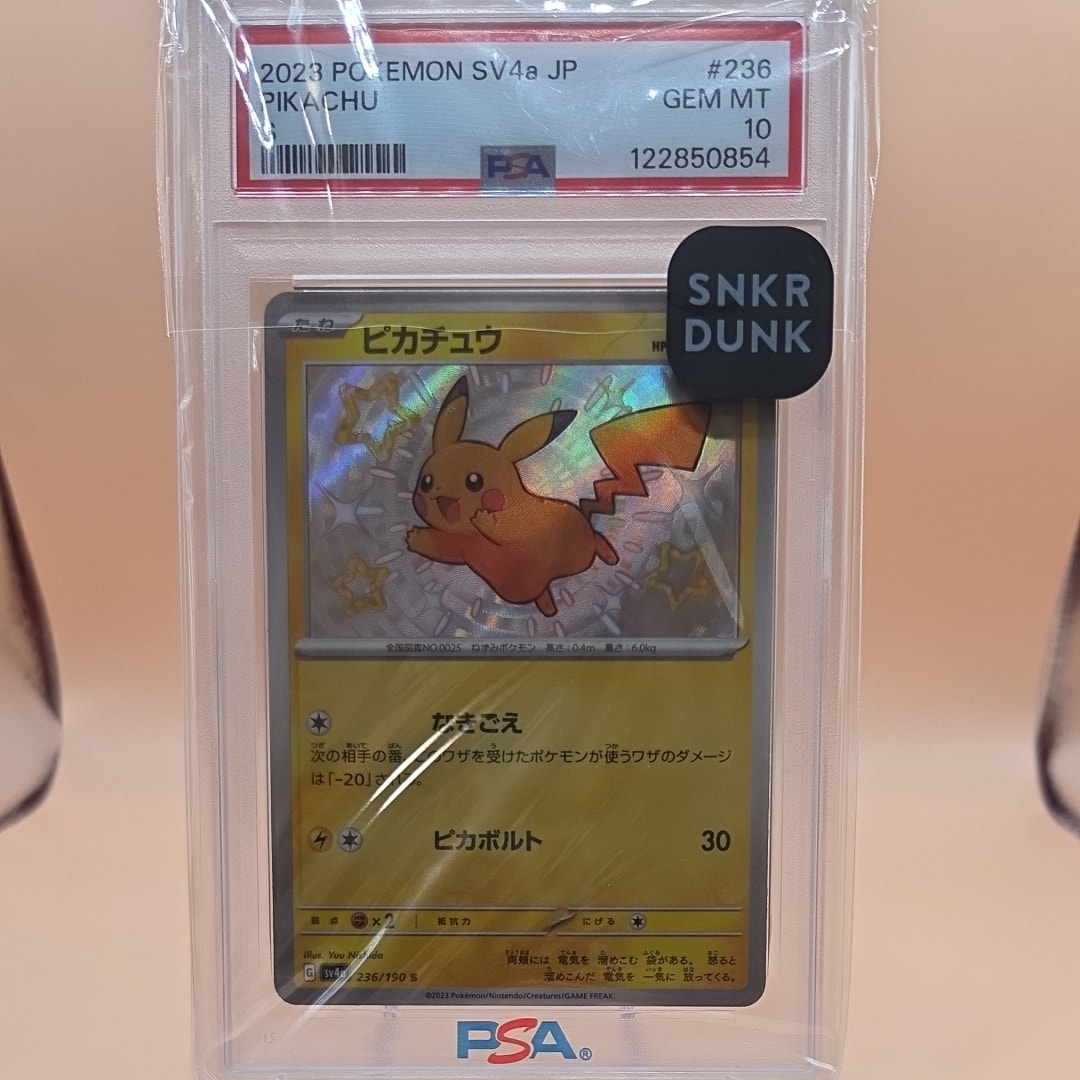 2023 POKEMON SV4a JP #236
PIKACHU GEM MT
S 10
122850854
PSA
SNKR
DUNK
たね ピカチュウ HP
全国図鑑NO.0025 ねずみポケモン 高さ:0.4m 重さ:6.0kg
なきごえ
次の相手の番、このワザを受けたポケモンが使うワザのダメージ
は「-20」される。
ピカボルト 30
弱点 ×2 抵抗力 にげる
Illus. Yuu Nishida
両頬には 電気を 溜めこむ 袋がある。 怒ると
溜めこんだ 電気を 一気に 放ってくる。
G sv4a 236/190 S
©2023 Pokémon/Nintendo/Creatures/GAME FREAK.
PSA®